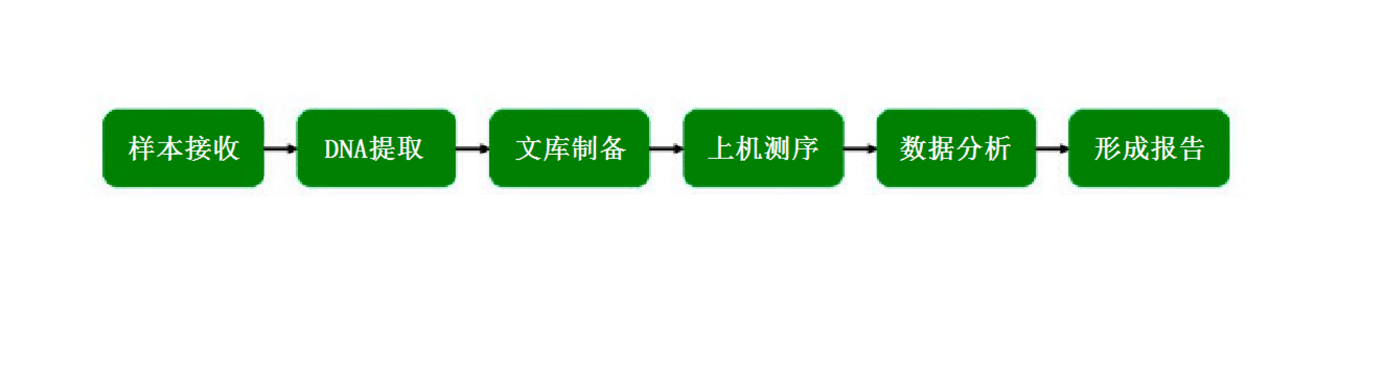 样本接收
DNA提取
文库制备
上机测序
数据分析
形成报告